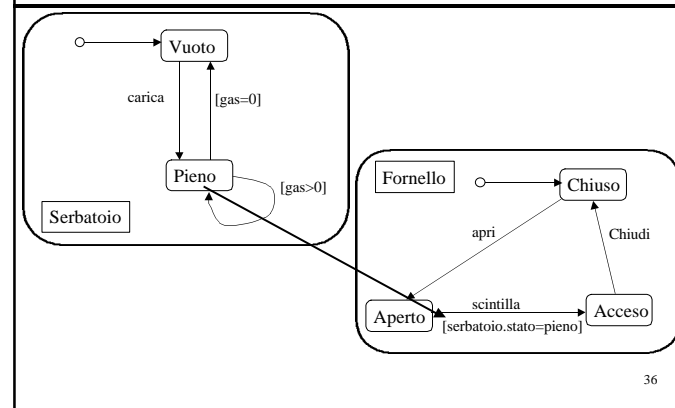 Vuoto
carica
[gas=0]
Pieno
[gas>0]
Serbatoio
Fornello
Chiuso
apri
Chiudi
Aperto
scintilla
[serbatoio.stato=pieno]
Acceso
36